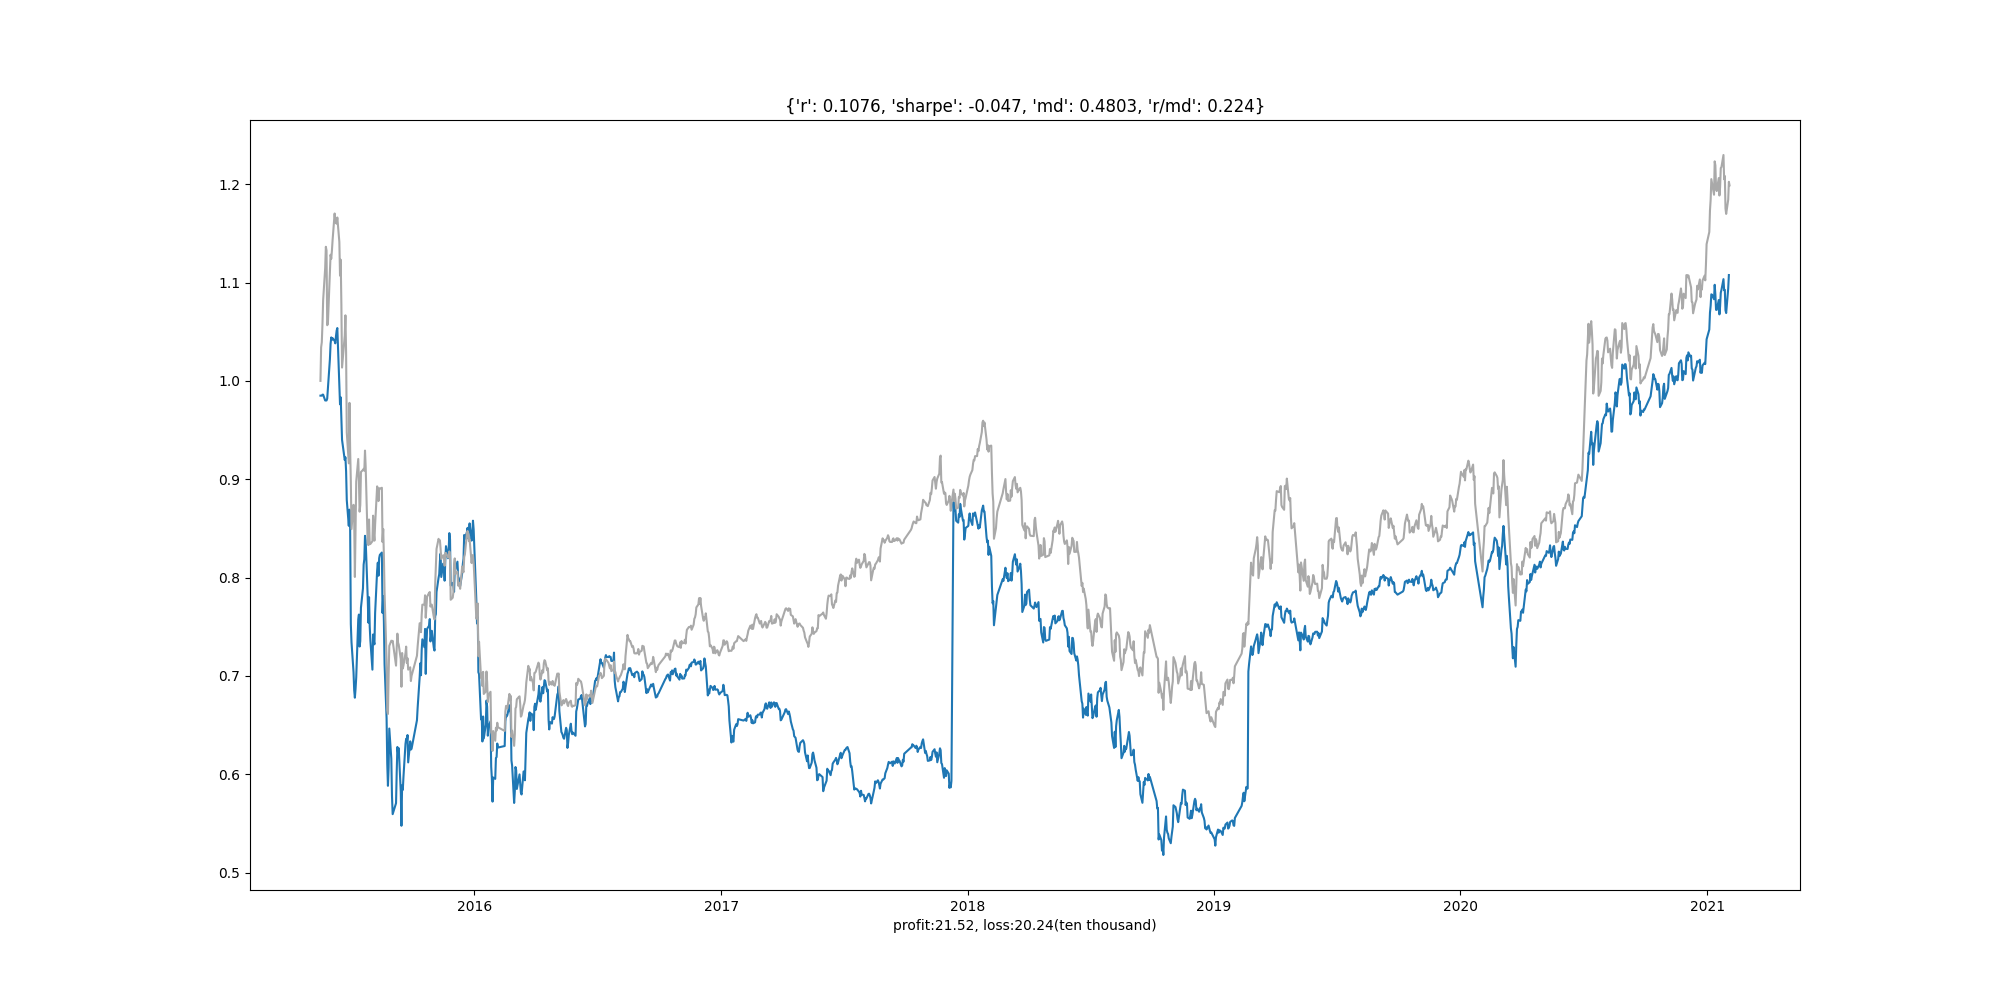 {'r': 0.1076, 'sharpe': -0.047, 'md': 0.4803, 'r/md': 0.224}
1.2
1.1
1.0
0.9
0.8
0.7
0.6
0.5
2016 2017 2018 2019 2020 2021
profit:21.52, loss:20.24(ten thousand)